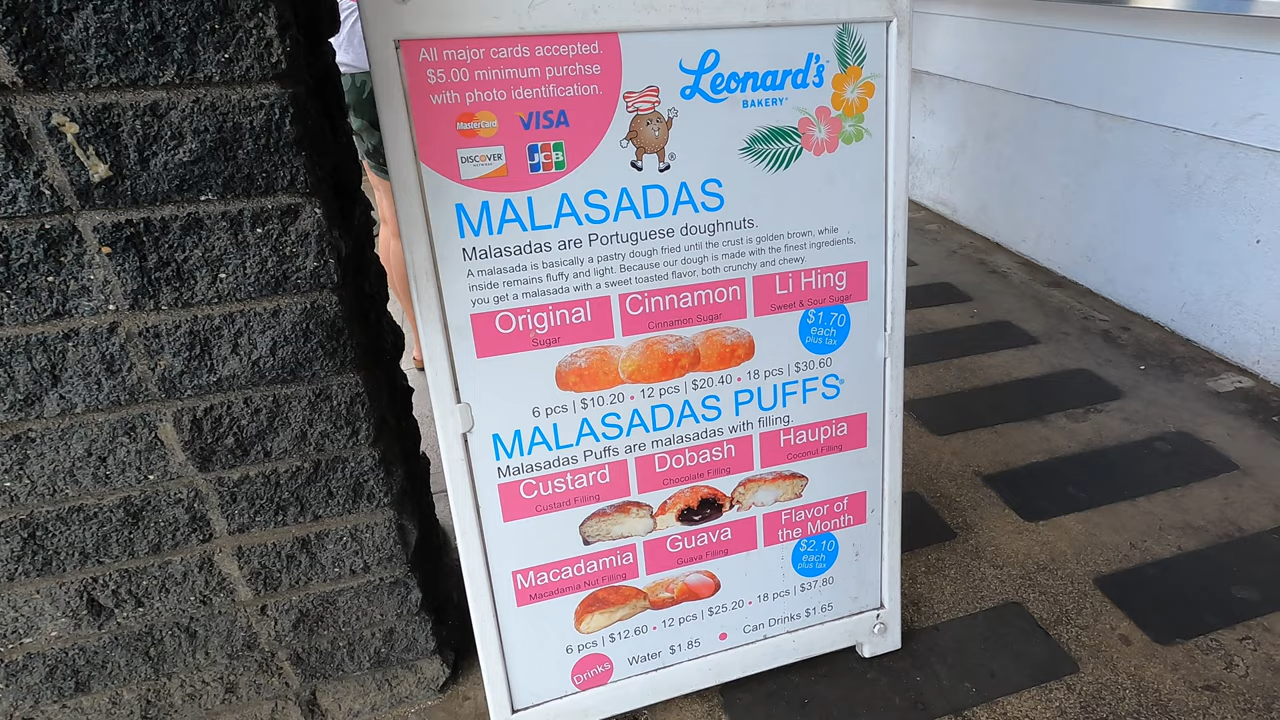 All major cards accepted.
$5.00 minimum purchse
with photo identification.
MasterCard
VISA
DISCOVER
NETWORK
JCB
Leonard's
BAKERY
®
MALASADAS
Malasadas are Portuguese doughnuts.
A malasada is basically a pastry dough fried until the crust is golden brown, while
inside remains fluffy and light. Because our dough is made with the finest ingredients,
you get a malasada with a sweet toasted flavor, both crunchy and chewy.
Original
Sugar
Cinnamon
Cinnamon Sugar
Li Hing
Sweet & Sour Sugar
$1.70
each
plus tax
6 pcs | $10.20 • 12 pcs | $20.40 • 18 pcs | $30.60
MALASADAS PUFFS®
Malasadas Puffs are malasadas with filling.
Custard
Custard Filling
Dobash
Chocolate Filling
Haupia
Coconut Filling
Macadamia
Macadamia Nut Filling
Guava
Guava Filling
Flavor of
the Month
$2.10
each
plus tax
6 pcs | $12.60 • 12 pcs | $25.20 • 18 pcs | $37.80
Drinks
Water $1.85 • Can Drinks $1.65